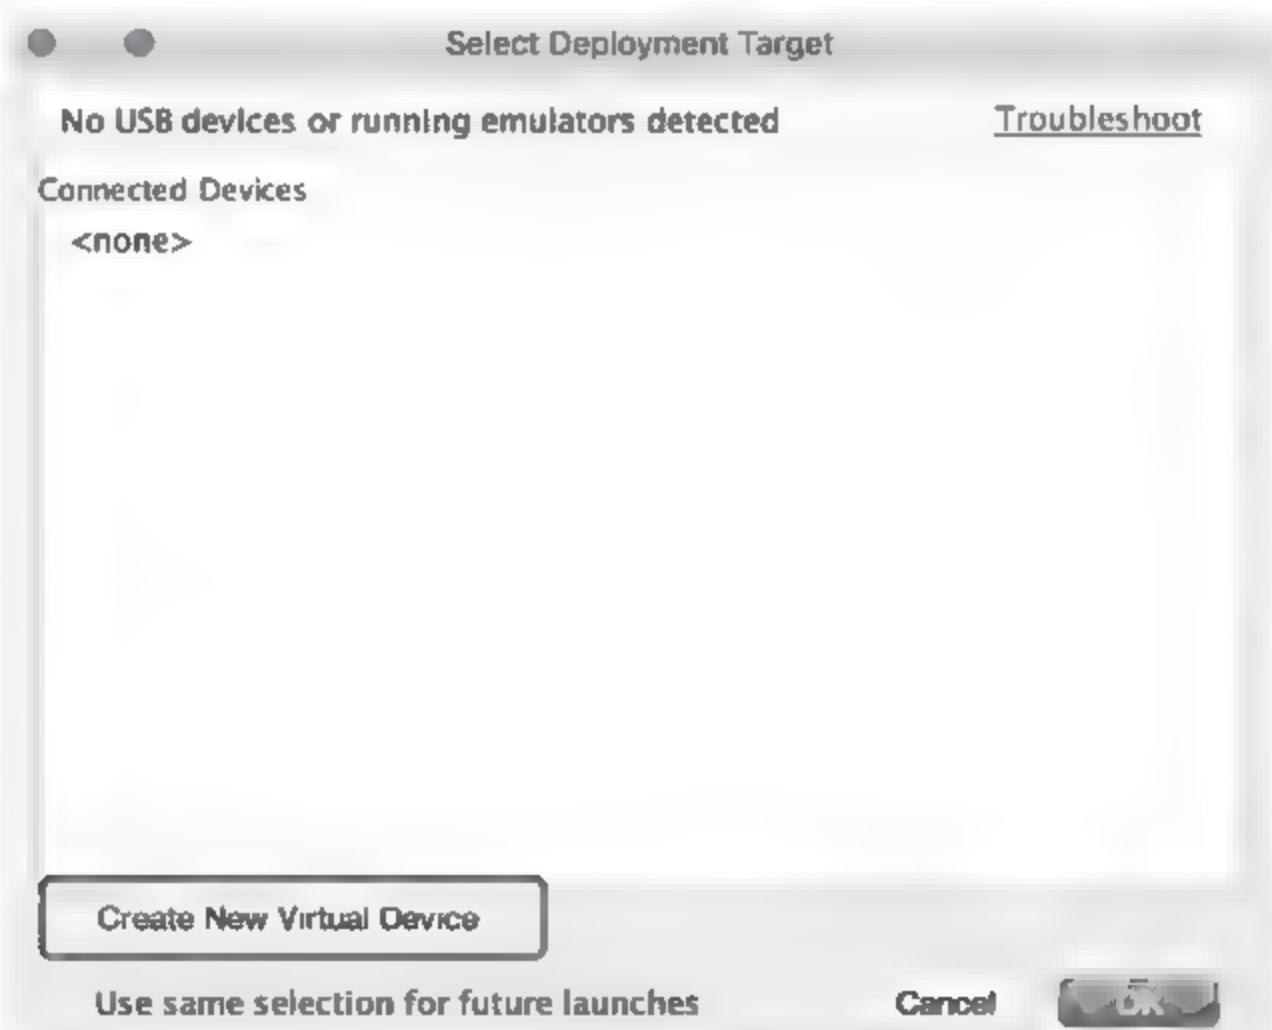 Select Deployment Target
No USB devices or running emulators detected Troubleshoot
Connected Devices
<none>
Create New Virtual Device
Use same selection for future launches Cancel OK